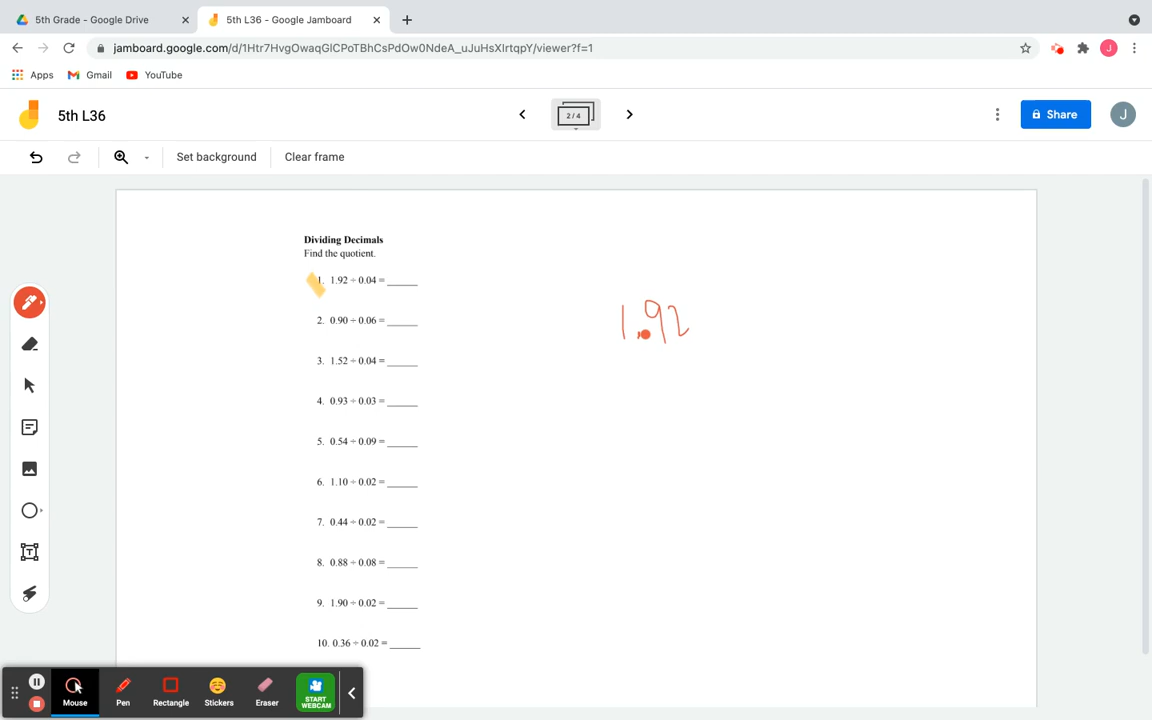 5th Grade - Google Drive
5th L36 - Google Jamboard
jamboard.google.com/d/1Htr7HvgOwaqGlCPoTBhCsPdOw0NdeA_uJuHsXlrtqpY/viewer?f=1
J
Apps
Gmail
YouTube
5th L36
2 / 4
Share
J
Set background
Clear frame
Dividing Decimals
Find the quotient.
1. 1.92 ÷ 0.04 = _____
1.92
2. 0.90 ÷ 0.06 = _____
3. 1.52 ÷ 0.04 = _____
4. 0.93 ÷ 0.03 = _____
5. 0.54 ÷ 0.09 = _____
6. 1.10 ÷ 0.02 = _____
7. 0.44 ÷ 0.02 = _____
8. 0.88 ÷ 0.08 = _____
9. 1.90 ÷ 0.02 = _____
10. 0.36 ÷ 0.02 = _____
Mouse
Pen
Rectangle
Stickers
Eraser
START WEBCAM